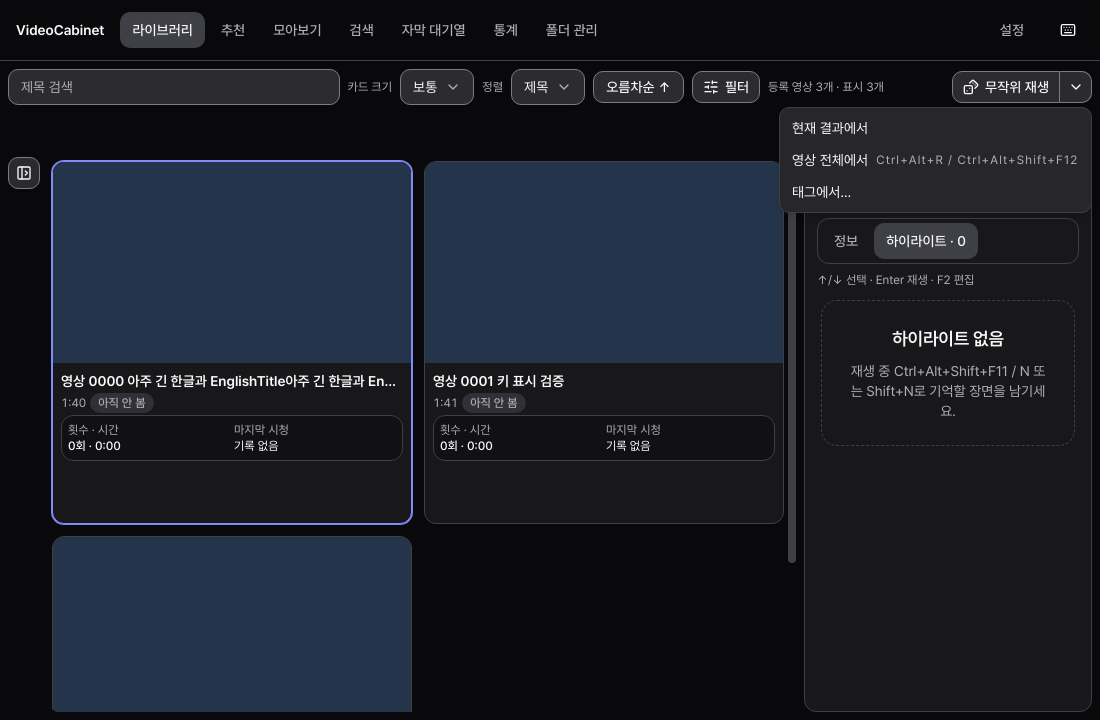 VideoCabinet 라이브러리 추천 모아보기 검색 자막 대기열 통계 폴더 관리 설정
제목 검색 카드 크기 보통 정렬 제목 오름차순 ↑ 필터 등록 영상 3개 · 표시 3개 무작위 재생
현재 결과에서
영상 전체에서 Ctrl+Alt+R / Ctrl+Alt+Shift+F12
태그에서...
정보 하이라이트 · 0
↑/↓ 선택 · Enter 재생 · F2 편집
하이라이트 없음
재생 중 Ctrl+Alt+Shift+F11 / N 또
는 Shift+N로 기억할 장면을 남기세
요.
영상 0000 아주 긴 한글과 EnglishTitle아주 긴 한글과 En...
1:40 아직 안 봄
횟수 · 시간 마지막 시청
0회 · 0:00 기록 없음
영상 0001 키 표시 검증
1:41 아직 안 봄
횟수 · 시간 마지막 시청
0회 · 0:00 기록 없음